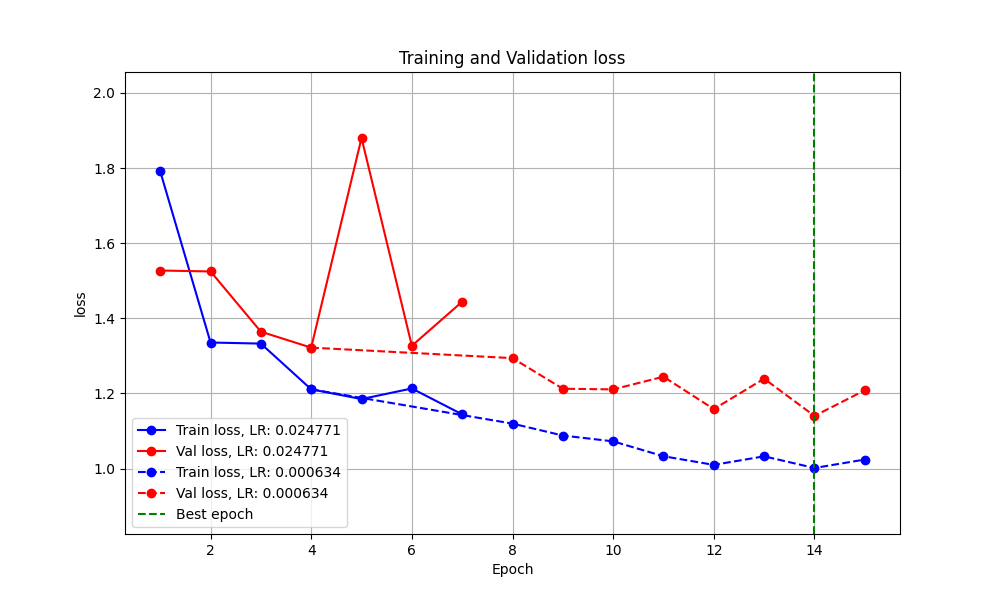 Training and Validation loss
2.0
1.8
1.6
1.4
1.2
1.0
loss
Train loss, LR: 0.024771
Val loss, LR: 0.024771
Train loss, LR: 0.000634
Val loss, LR: 0.000634
Best epoch
2 4 6 8 10 12 14
Epoch